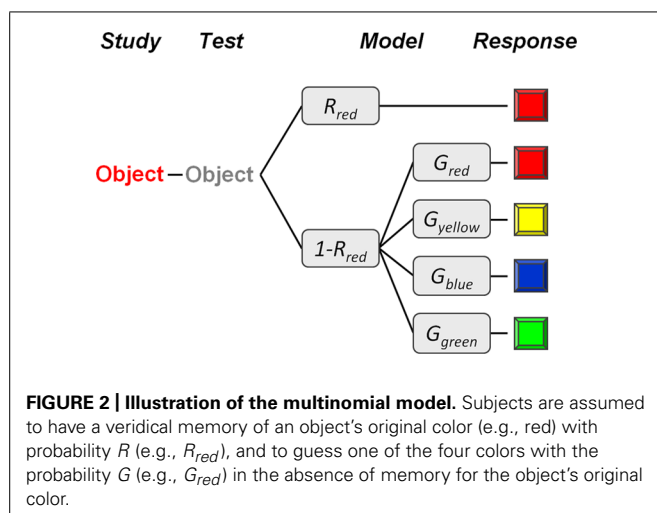 Study Test Model Response
R_red
Object – Object
G_red
G_yellow
1-R_red
G_blue
G_green
FIGURE 2 | Illustration of the multinomial model. Subjects are assumed
to have a veridical memory of an object's original color (e.g., red) with
probability R (e.g., R_red), and to guess one of the four colors with the
probability G (e.g., G_red) in the absence of memory for the object's original
color.